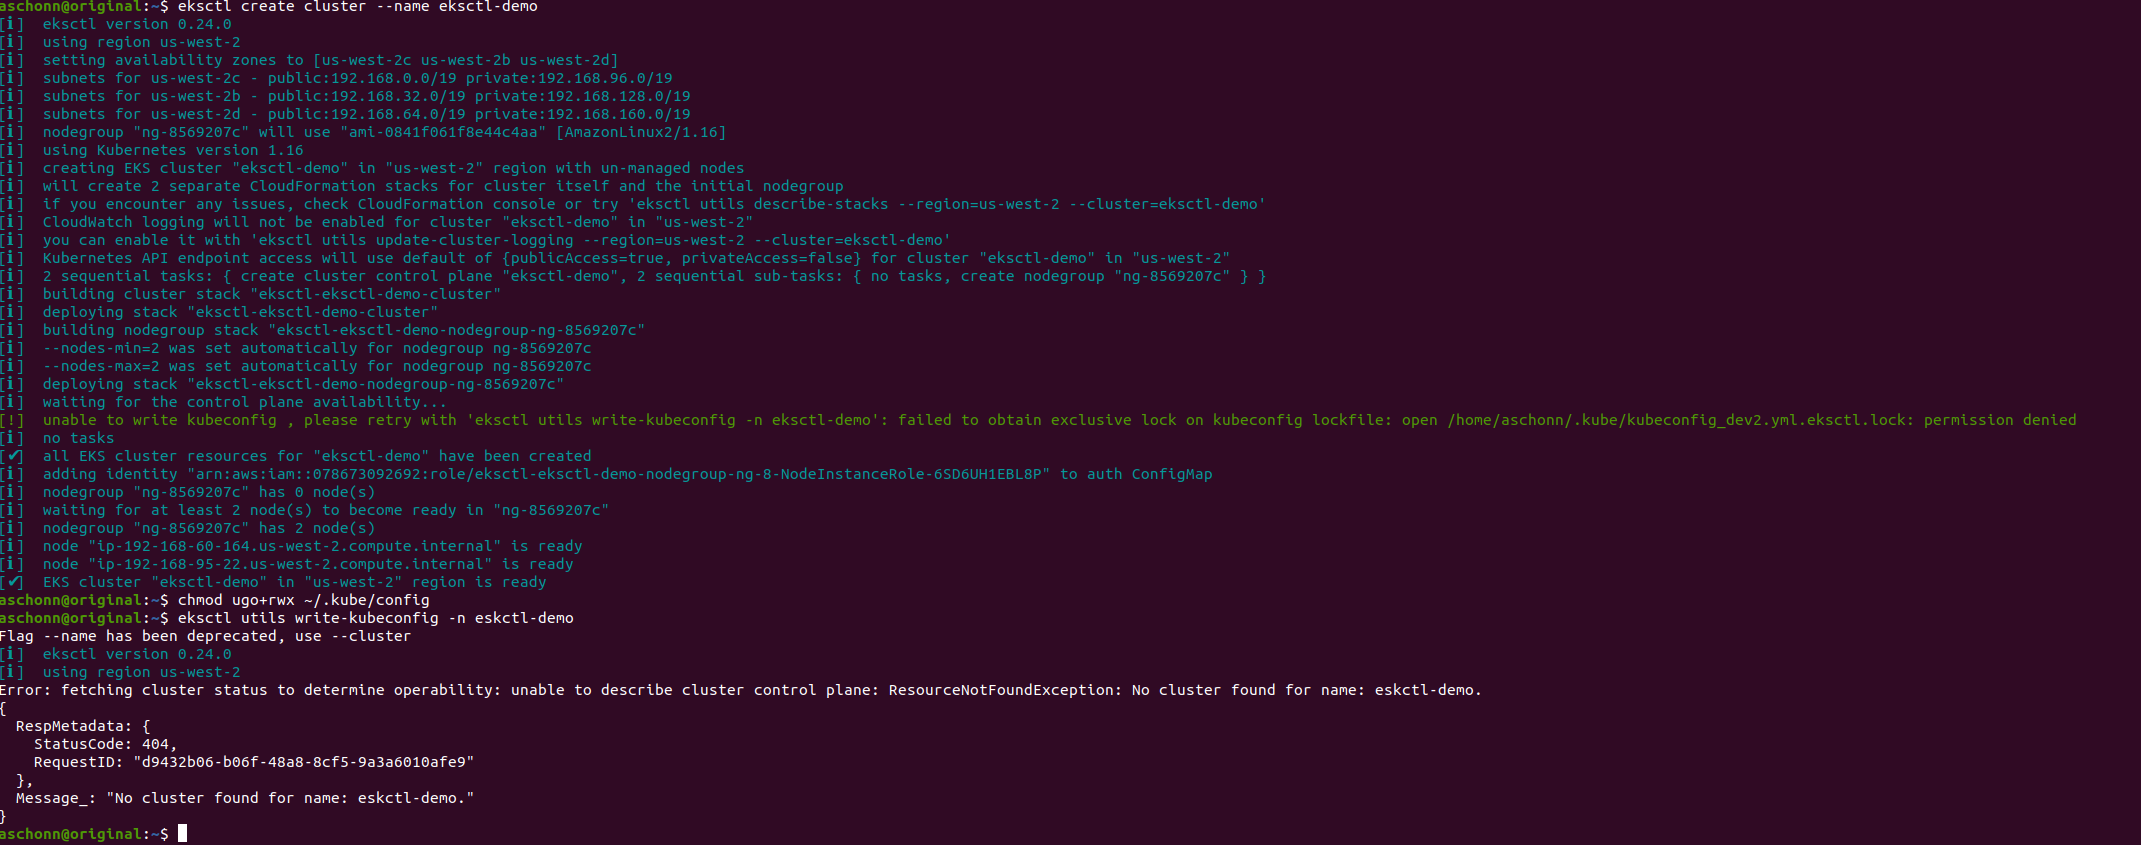 aschonn@original:~$ eksctl create cluster --name eksctl-demo
[ℹ]  eksctl version 0.24.0
[ℹ]  using region us-west-2
[ℹ]  setting availability zones to [us-west-2c us-west-2b us-west-2d]
[ℹ]  subnets for us-west-2c - public:192.168.0.0/19 private:192.168.96.0/19
[ℹ]  subnets for us-west-2b - public:192.168.32.0/19 private:192.168.128.0/19
[ℹ]  subnets for us-west-2d - public:192.168.64.0/19 private:192.168.160.0/19
[ℹ]  nodegroup "ng-8569207c" will use "ami-0841f061f8e44c4aa" [AmazonLinux2/1.16]
[ℹ]  using Kubernetes version 1.16
[ℹ]  creating EKS cluster "eksctl-demo" in "us-west-2" region with un-managed nodes
[ℹ]  will create 2 separate CloudFormation stacks for cluster itself and the initial nodegroup
[ℹ]  if you encounter any issues, check CloudFormation console or try 'eksctl utils describe-stacks --region=us-west-2 --cluster=eksctl-demo'
[ℹ]  CloudWatch logging will not be enabled for cluster "eksctl-demo" in "us-west-2"
[ℹ]  you can enable it with 'eksctl utils update-cluster-logging --region=us-west-2 --cluster=eksctl-demo'
[ℹ]  Kubernetes API endpoint access will use default of {publicAccess=true, privateAccess=false} for cluster "eksctl-demo" in "us-west-2"
[ℹ]  2 sequential tasks: { create cluster control plane "eksctl-demo", 2 sequential sub-tasks: { no tasks, create nodegroup "ng-8569207c" } }
[ℹ]  building cluster stack "eksctl-eksctl-demo-cluster"
[ℹ]  deploying stack "eksctl-eksctl-demo-cluster"
[ℹ]  building nodegroup stack "eksctl-eksctl-demo-nodegroup-ng-8569207c"
[ℹ]  --nodes-min=2 was set automatically for nodegroup ng-8569207c
[ℹ]  --nodes-max=2 was set automatically for nodegroup ng-8569207c
[ℹ]  deploying stack "eksctl-eksctl-demo-nodegroup-ng-8569207c"
[ℹ]  waiting for the control plane availability...
[!]  unable to write kubeconfig , please retry with 'eksctl utils write-kubeconfig -n eksctl-demo': failed to obtain exclusive lock on kubeconfig lockfile: open /home/aschonn/.kube/kubeconfig_dev2.yml.eksctl.lock: permission denied
[ℹ]  no tasks
[✔]  all EKS cluster resources for "eksctl-demo" have been created
[ℹ]  adding identity "arn:aws:iam::078673092692:role/eksctl-eksctl-demo-nodegroup-ng-8-NodeInstanceRole-6SD6UH1EBL8P" to auth ConfigMap
[ℹ]  nodegroup "ng-8569207c" has 0 node(s)
[ℹ]  waiting for at least 2 node(s) to become ready in "ng-8569207c"
[ℹ]  nodegroup "ng-8569207c" has 2 node(s)
[ℹ]  node "ip-192-168-60-164.us-west-2.compute.internal" is ready
[ℹ]  node "ip-192-168-95-22.us-west-2.compute.internal" is ready
[✔]  EKS cluster "eksctl-demo" in "us-west-2" region is ready
aschonn@original:~$ chmod ugo+rwx ~/.kube/config
aschonn@original:~$ eksctl utils write-kubeconfig -n eskctl-demo
Flag --name has been deprecated, use --cluster
[ℹ]  eksctl version 0.24.0
[ℹ]  using region us-west-2
Error: fetching cluster status to determine operability: unable to describe cluster control plane: ResourceNotFoundException: No cluster found for name: eskctl-demo.
{
  RespMetadata: {
    StatusCode: 404,
    RequestID: "d9432b06-b06f-48a8-8cf5-9a3a6010afe9"
  },
  Message_: "No cluster found for name: eskctl-demo."
}
aschonn@original:~$